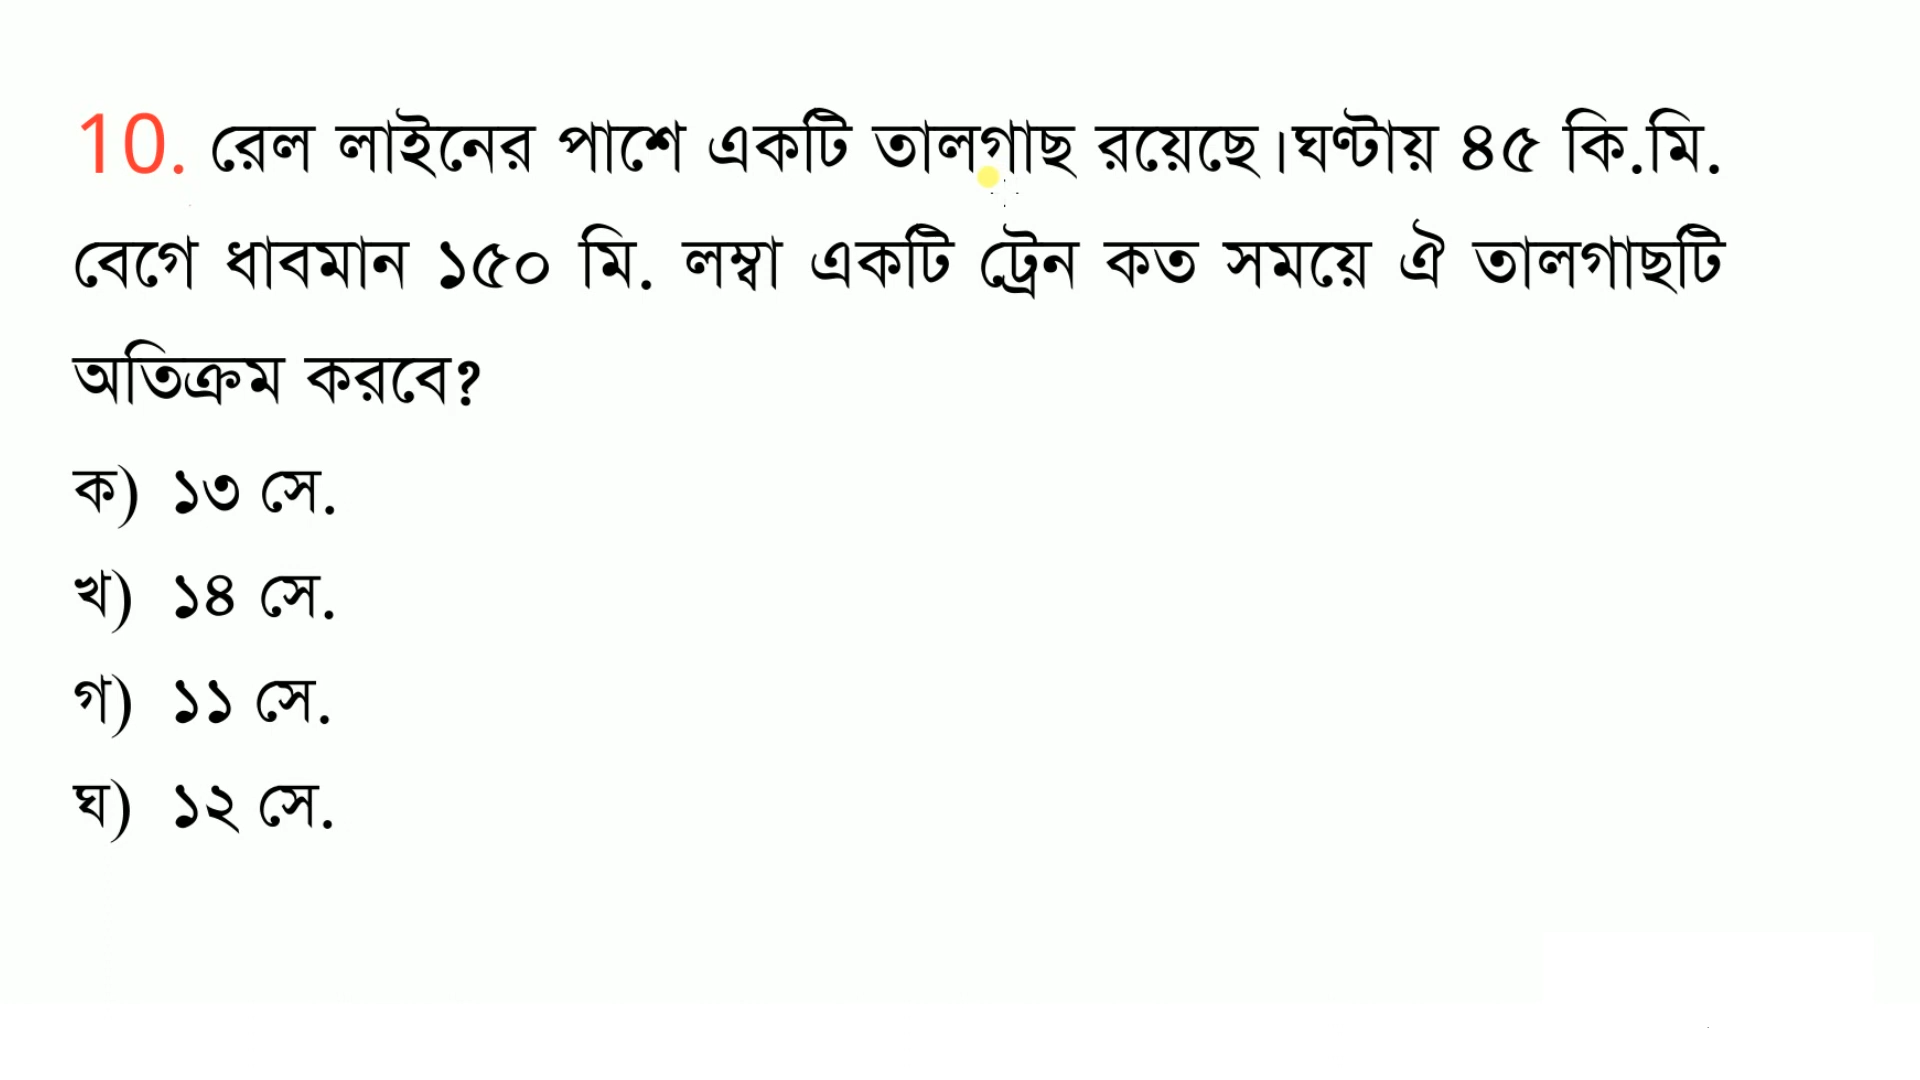 10. রেল লাইনের পাশে একটি তালগাছ রয়েছে।ঘণ্টায় ৪৫ কি.মি.
বেগে ধাবমান ১৫০ মি. লম্বা একটি ট্রেন কত সময়ে ঐ তালগাছটি
অতিক্রম করবে?
ক) ১৩ সে.
খ) ১৪ সে.
গ) ১১ সে.
ঘ) ১২ সে.